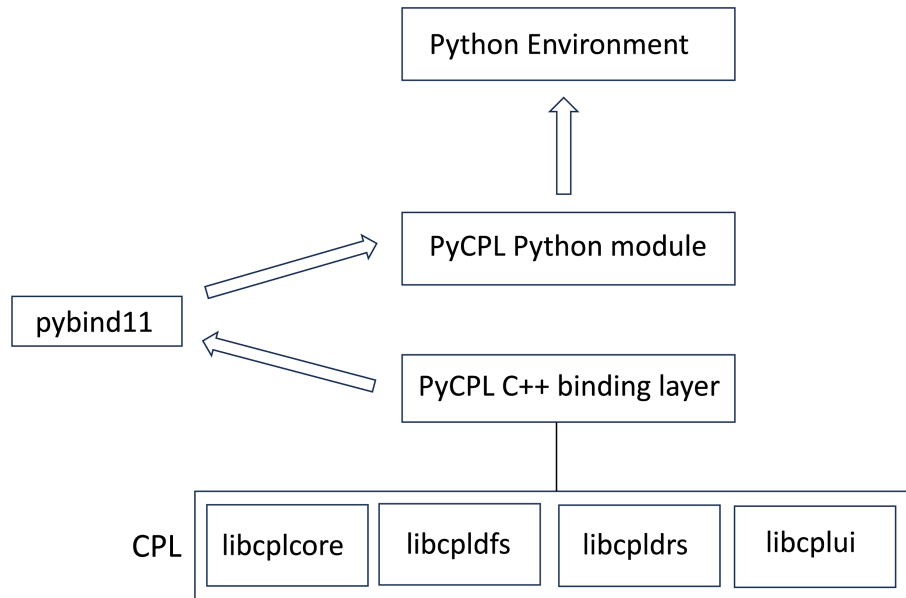 Python Environment
PyCPL Python module
pybind11
PyCPL C++ binding layer
CPL
libcplcore
libcpldfs
libcpldrs
libcplui